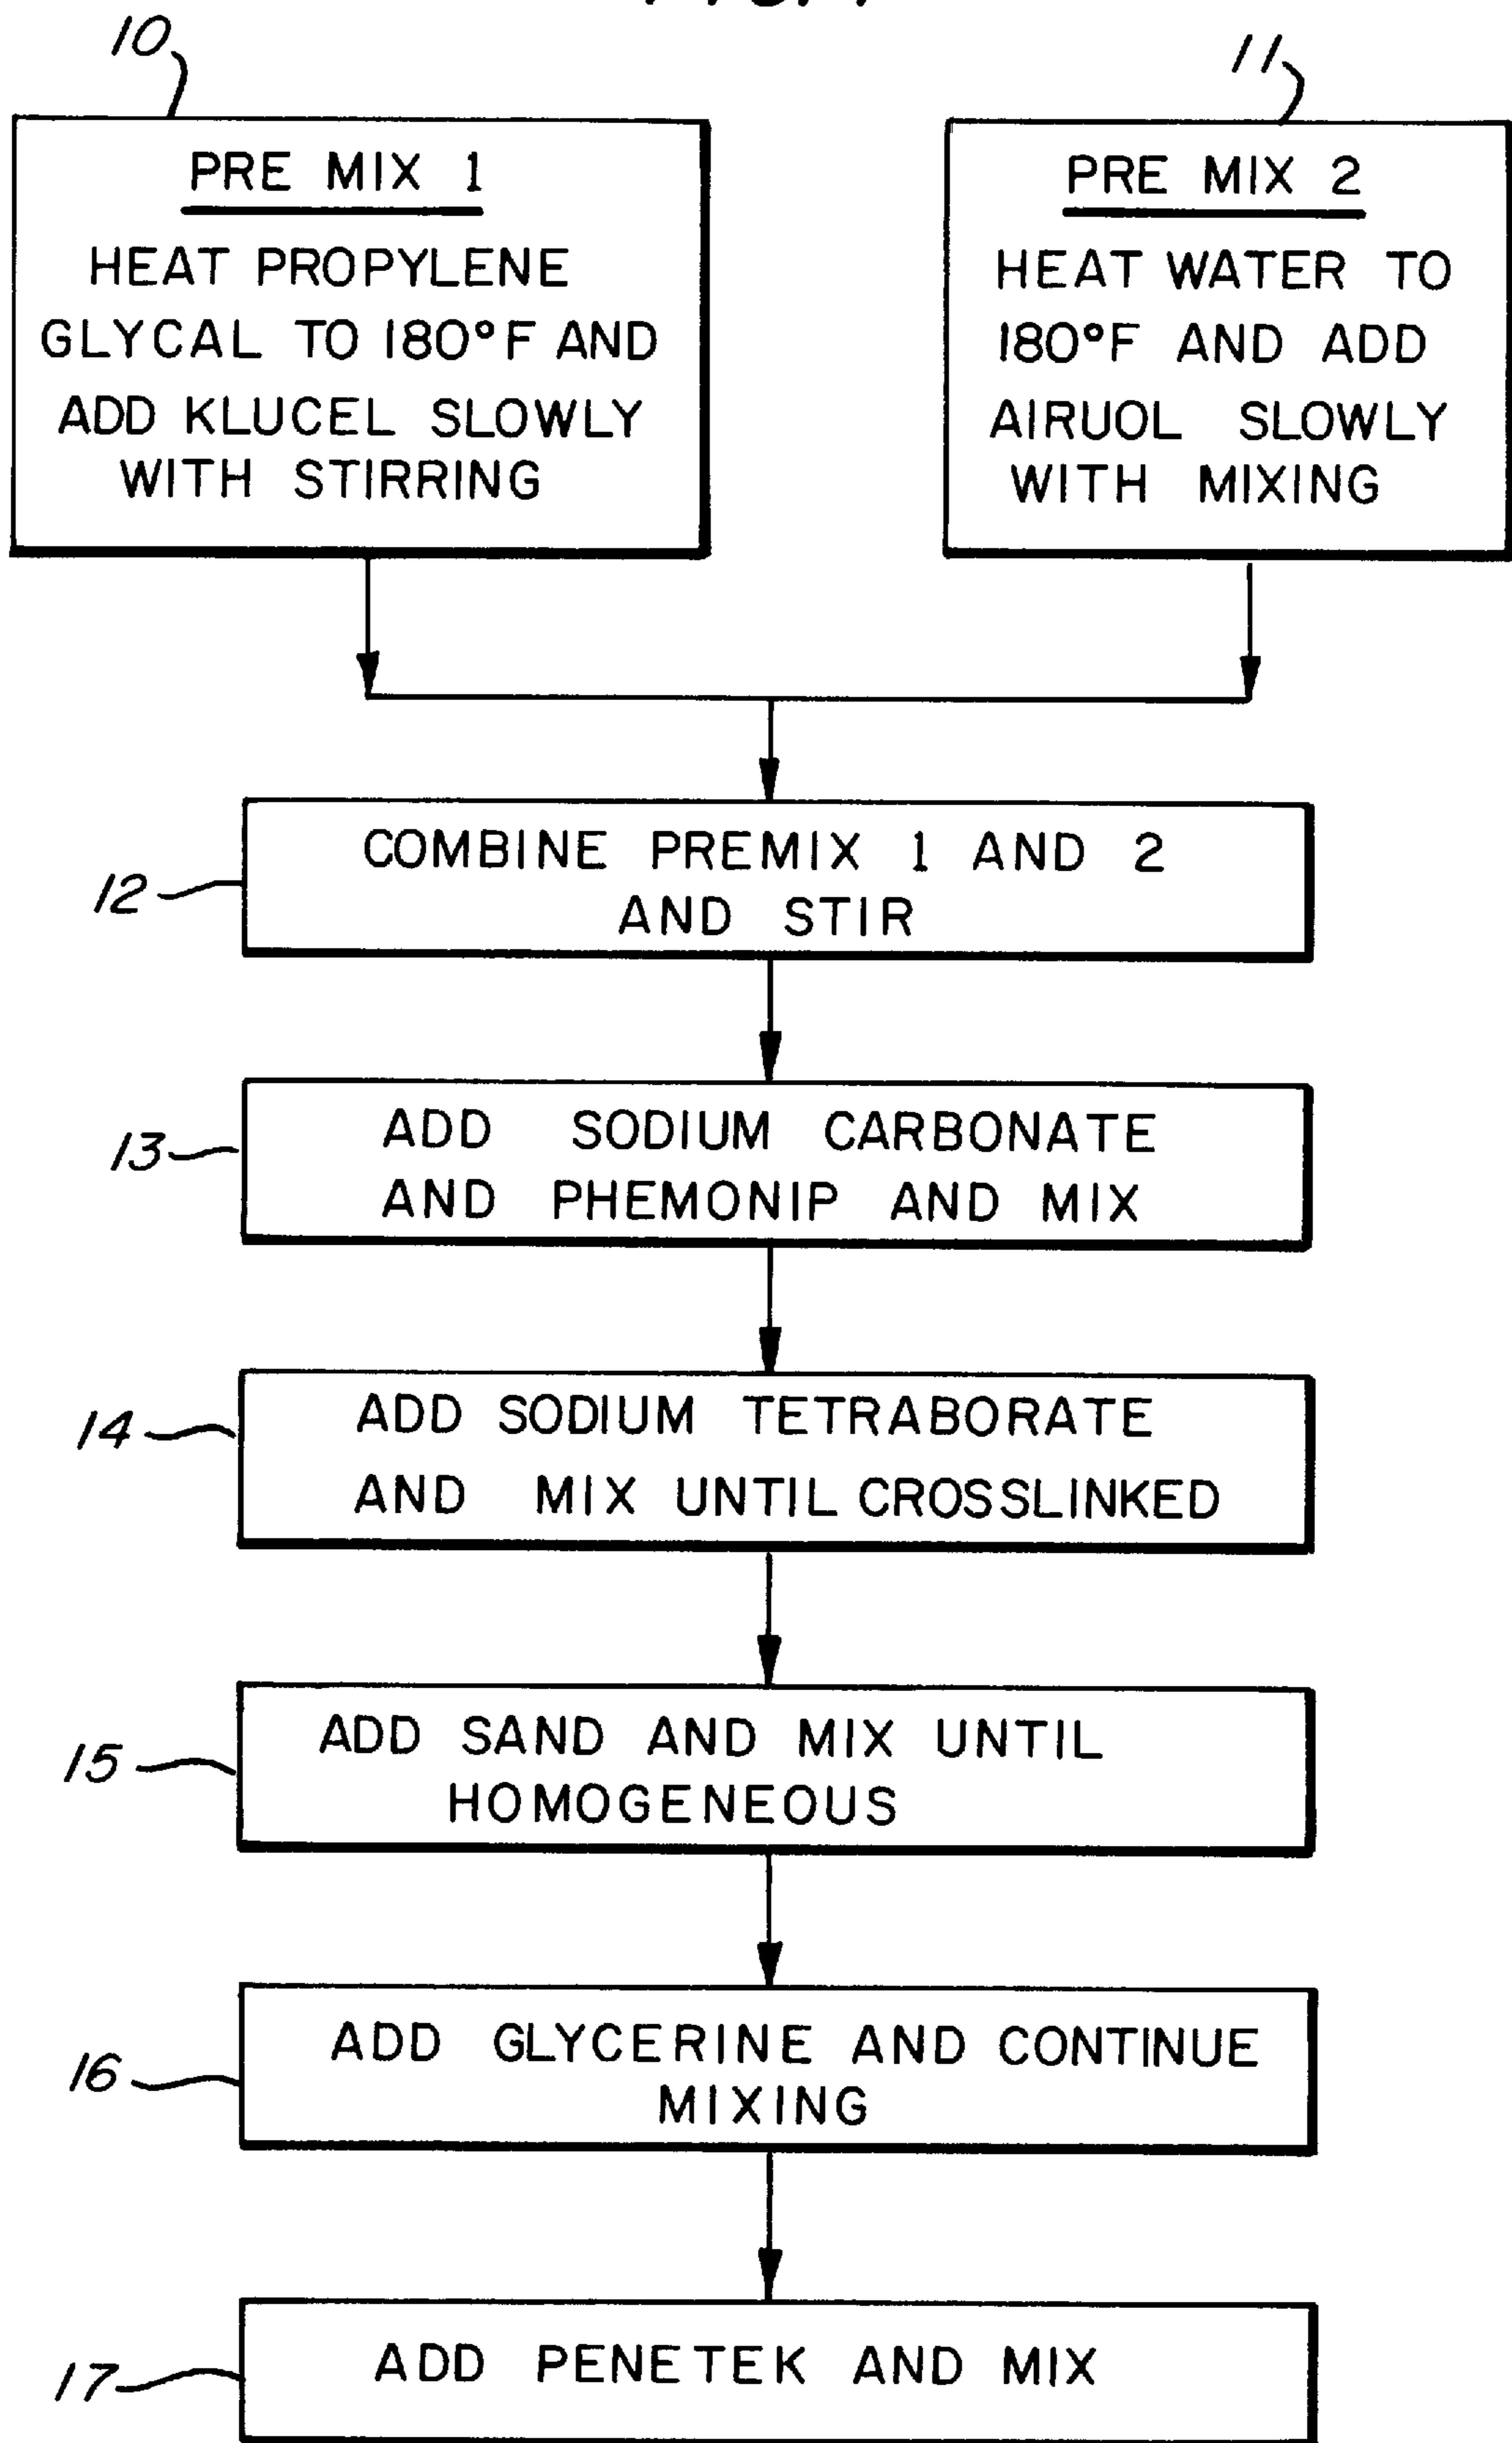 10
11
PRE MIX 1
HEAT PROPYLENE
GLYCAL TO 180°F AND
ADD KLUCEL SLOWLY
WITH STIRRING
PRE MIX 2
HEAT WATER TO
180°F AND ADD
AIRUOL SLOWLY
WITH MIXING
12
COMBINE PREMIX 1 AND 2
AND STIR
13
ADD SODIUM CARBONATE
AND PHEMONIP AND MIX
14
ADD SODIUM TETRABORATE
AND MIX UNTIL CROSSLINKED
15
ADD SAND AND MIX UNTIL
HOMOGENEOUS
16
ADD GLYCERINE AND CONTINUE
MIXING
17
ADD PENETEK AND MIX